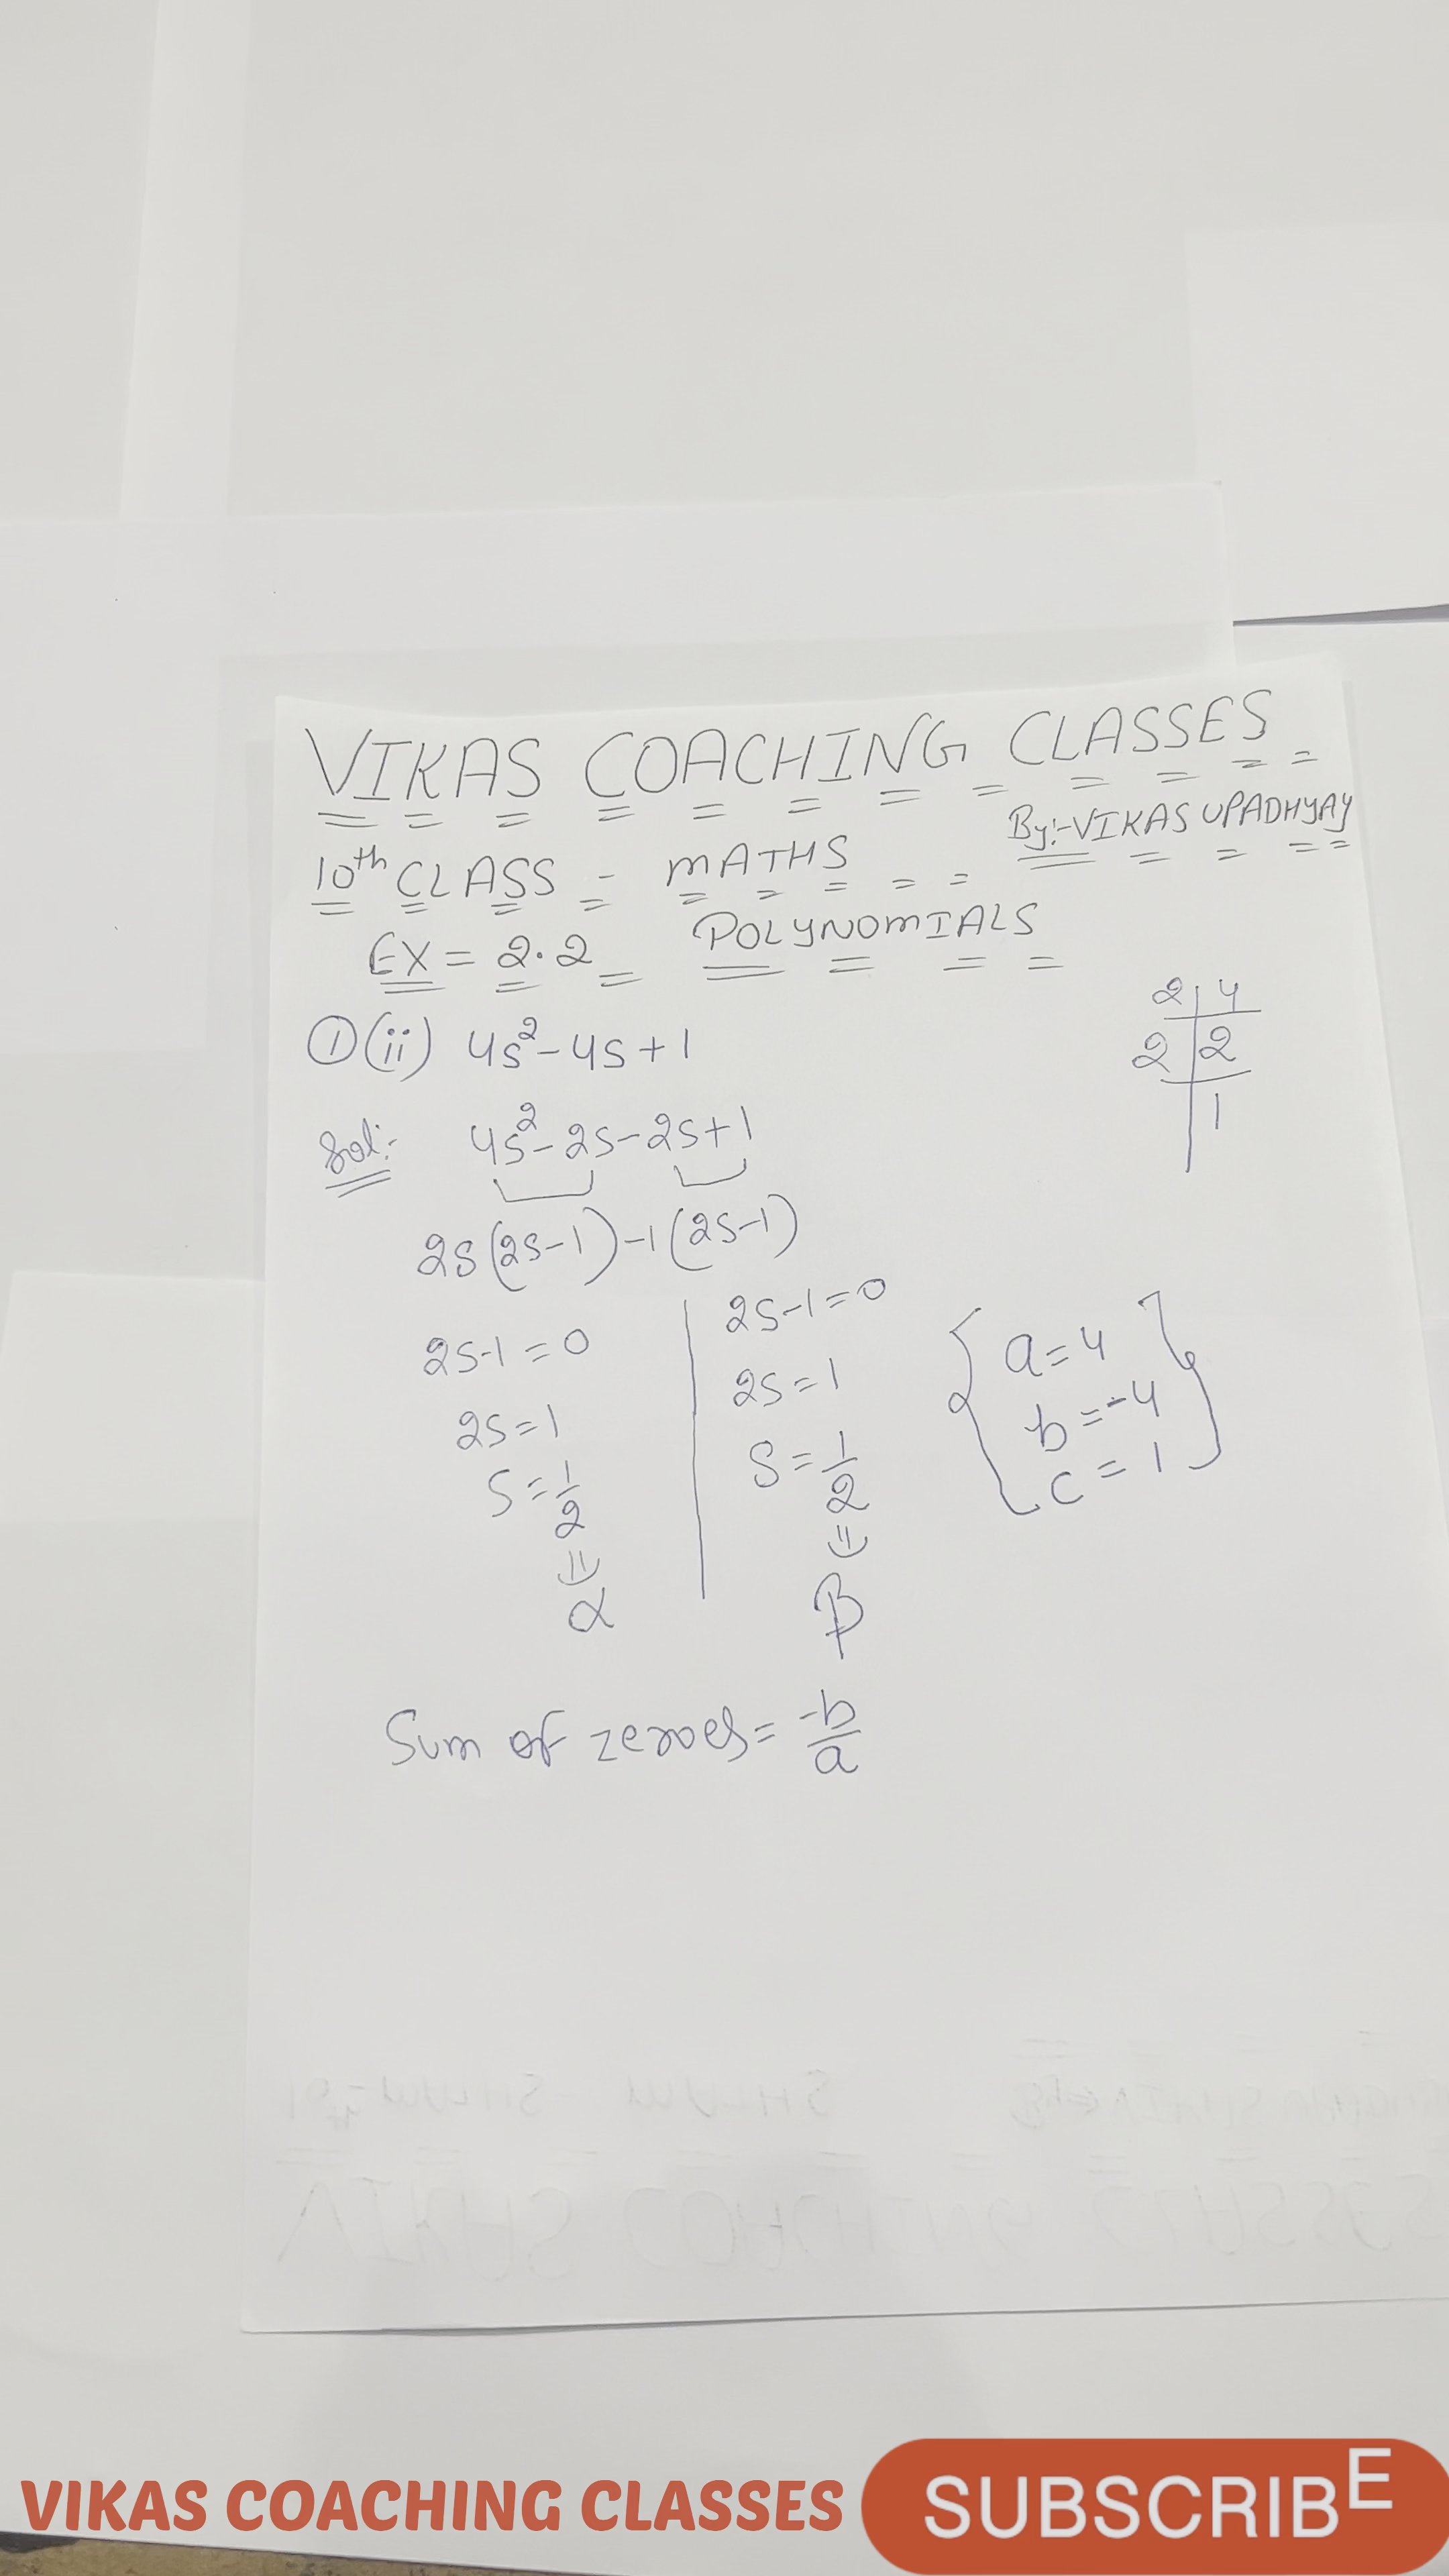 VIKAS COACHING CLASSES
By:-VIKAS UPADHYAY
10th CLASS - MATHS
EX = 2.2 POLYNOMIALS
① (ii) 4s²-4s+1
2 | 4
2 | 2
| 1
Sol:- 4s²-2s-2s+1
2s(2s-1)-1(2s-1)
2s-1=0
2s=1
s=1/2
=
α
2s-1=0
2s=1
s=1/2
=
β
{ a=4
b=-4
c=1 }
Sum of zeroes = -b/a
VIKAS COACHING CLASSES
SUBSCRIBE